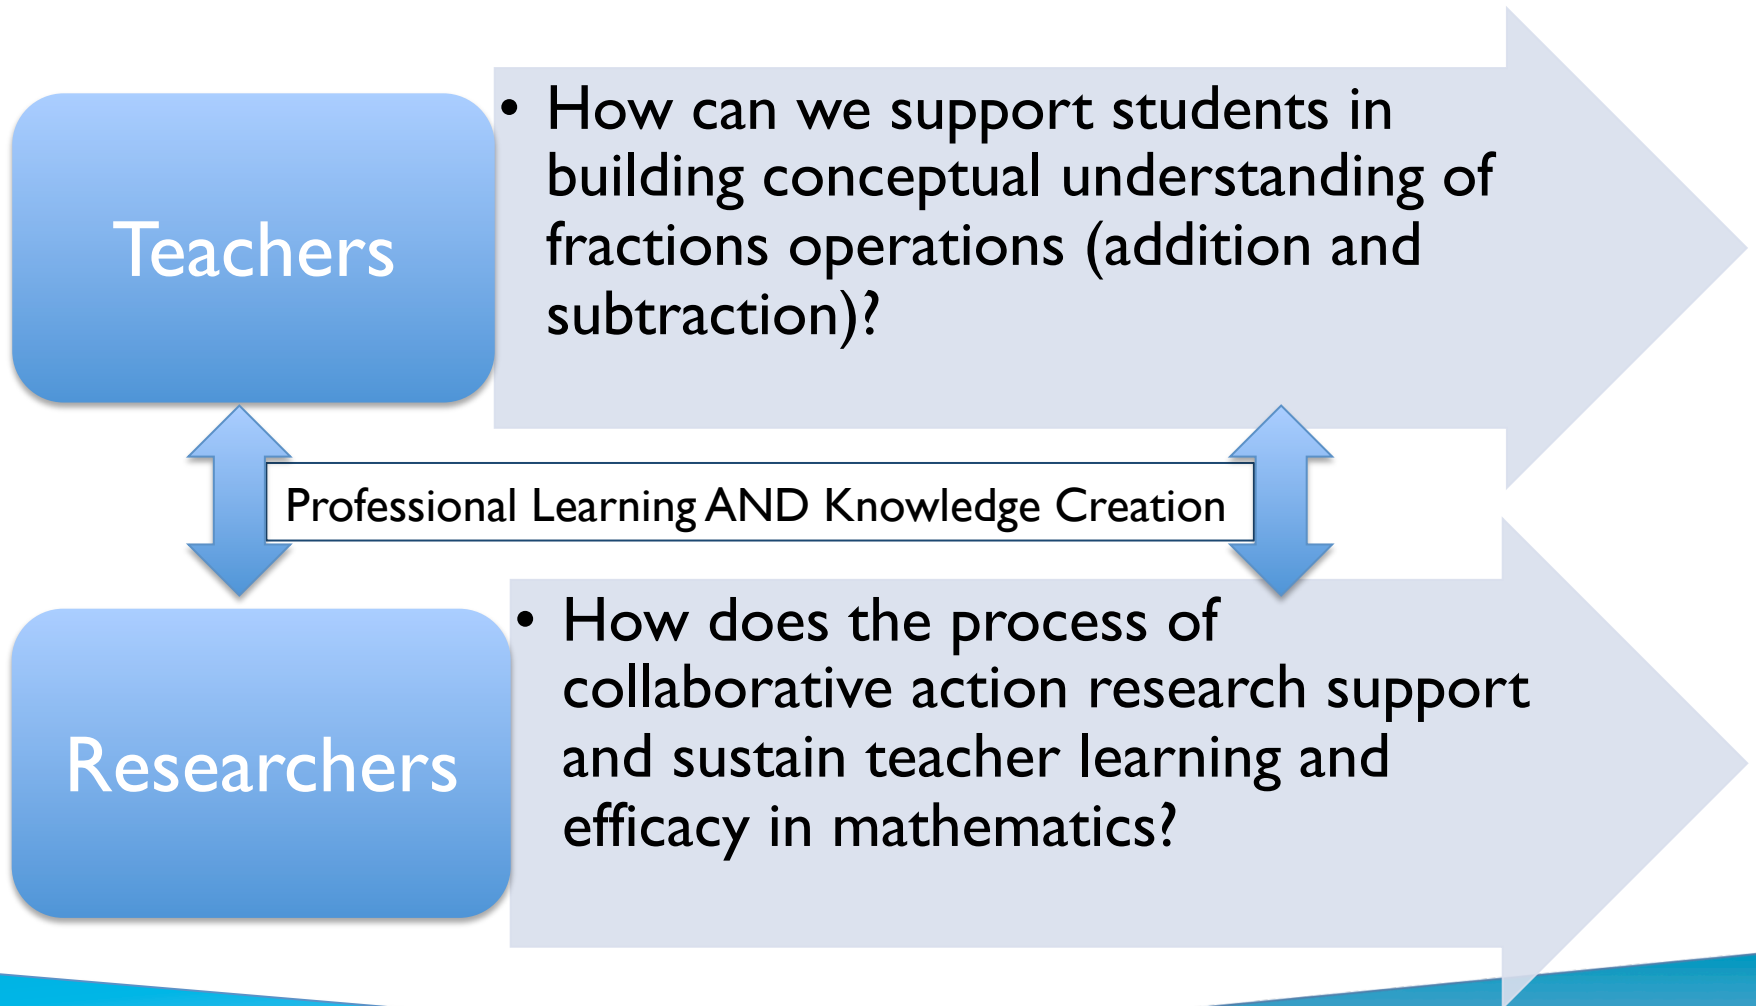 Teachers
• How can we support students in
building conceptual understanding of
fractions operations (addition and
subtraction)?
Professional Learning AND Knowledge Creation
Researchers
• How does the process of
collaborative action research support
and sustain teacher learning and
efficacy in mathematics?